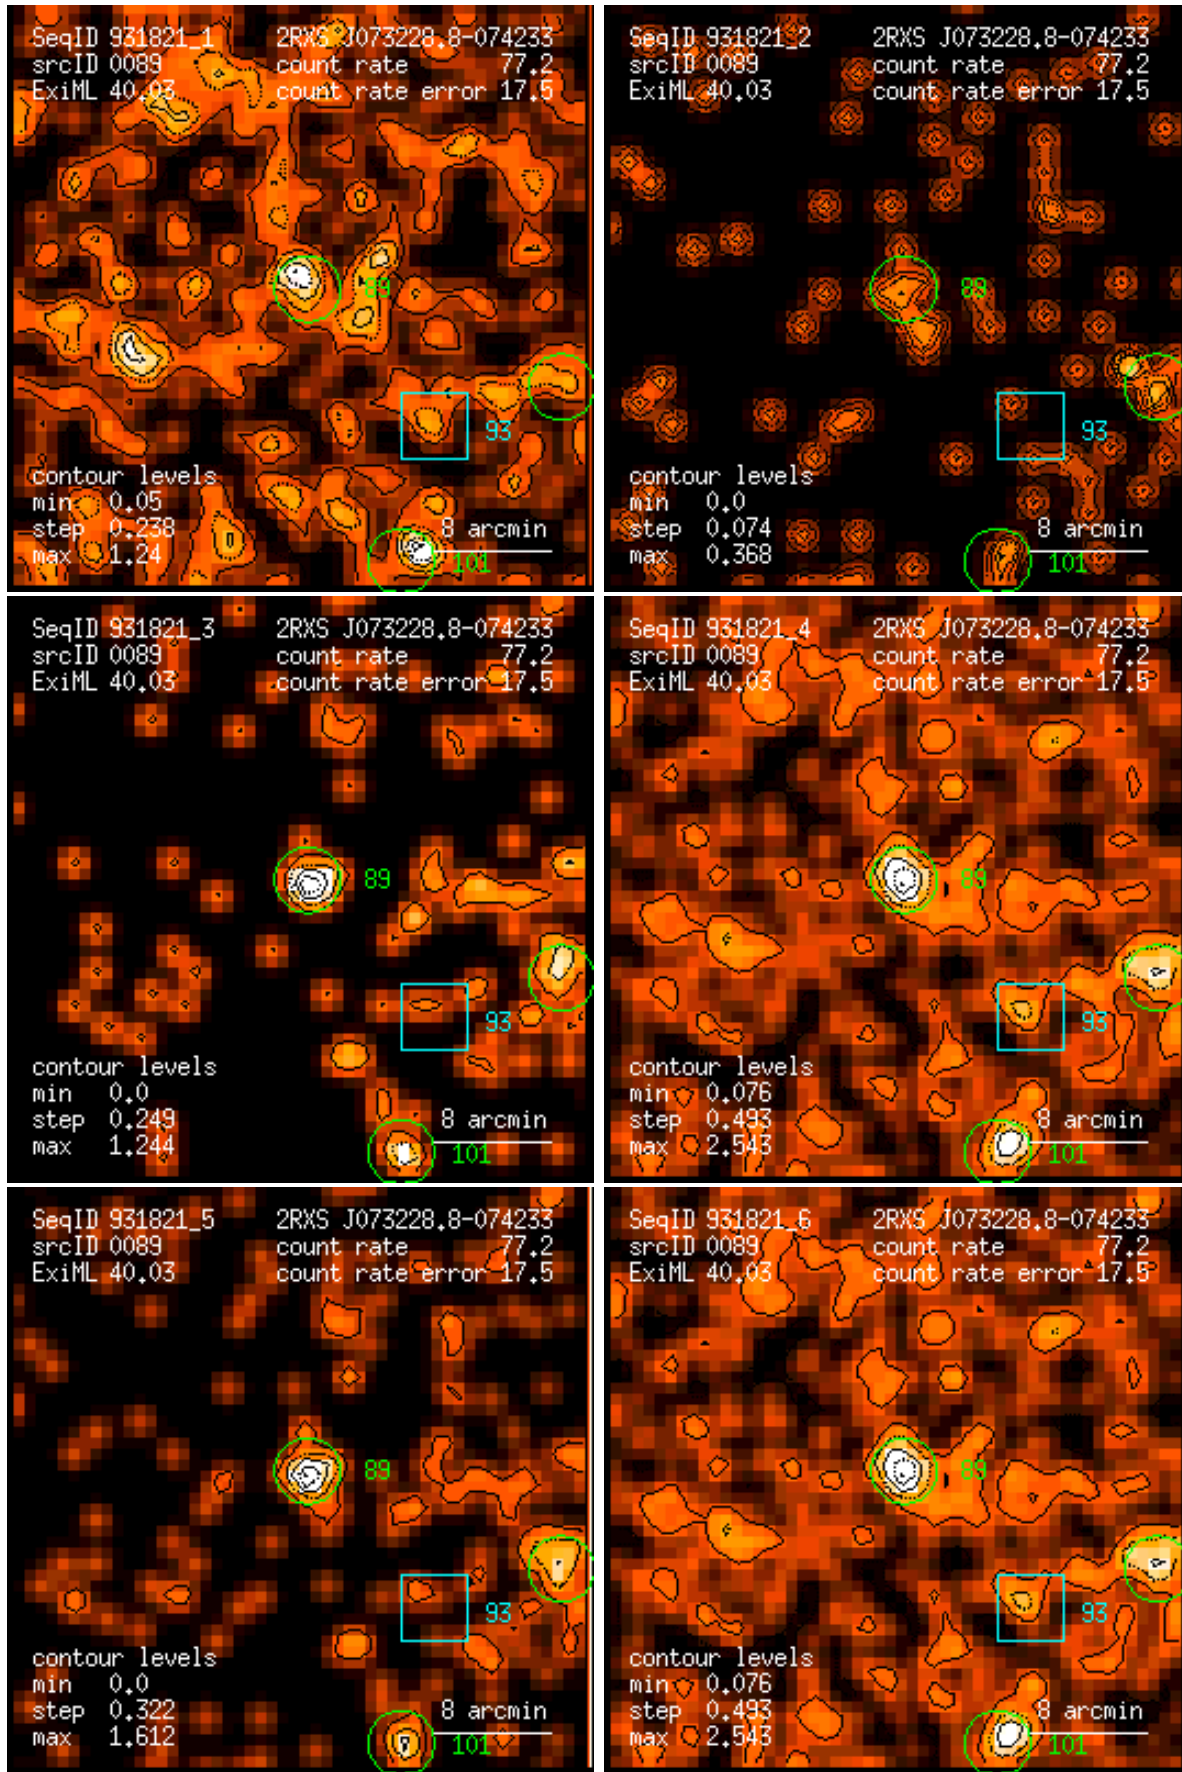 SeqID 931821_1 2RXS J073228.8-074233
srcID 0089 count rate 77.2
ExiML 40.03 count rate error 17.5
89
93
contour levels
min 0.05
step 0.238 8 arcmin
max 1.24 101
SeqID 931821_2 2RXS J073228.8-074233
srcID 0089 count rate 77.2
ExiML 40.03 count rate error 17.5
89
93
contour levels
min 0.0
step 0.074 8 arcmin
max 0.368 101
SeqID 931821_3 2RXS J073228.8-074233
srcID 0089 count rate 77.2
ExiML 40.03 count rate error 17.5
89
93
contour levels
min 0.0
step 0.249 8 arcmin
max 1.244 101
SeqID 931821_4 2RXS J073228.8-074233
srcID 0089 count rate 77.2
ExiML 40.03 count rate error 17.5
89
93
contour levels
min 0.076
step 0.493 8 arcmin
max 2.543 101
SeqID 931821_5 2RXS J073228.8-074233
srcID 0089 count rate 77.2
ExiML 40.03 count rate error 17.5
89
93
contour levels
min 0.0
step 0.322 8 arcmin
max 1.612 101
SeqID 931821_6 2RXS J073228.8-074233
srcID 0089 count rate 77.2
ExiML 40.03 count rate error 17.5
89
93
contour levels
min 0.076
step 0.493 8 arcmin
max 2.543 101